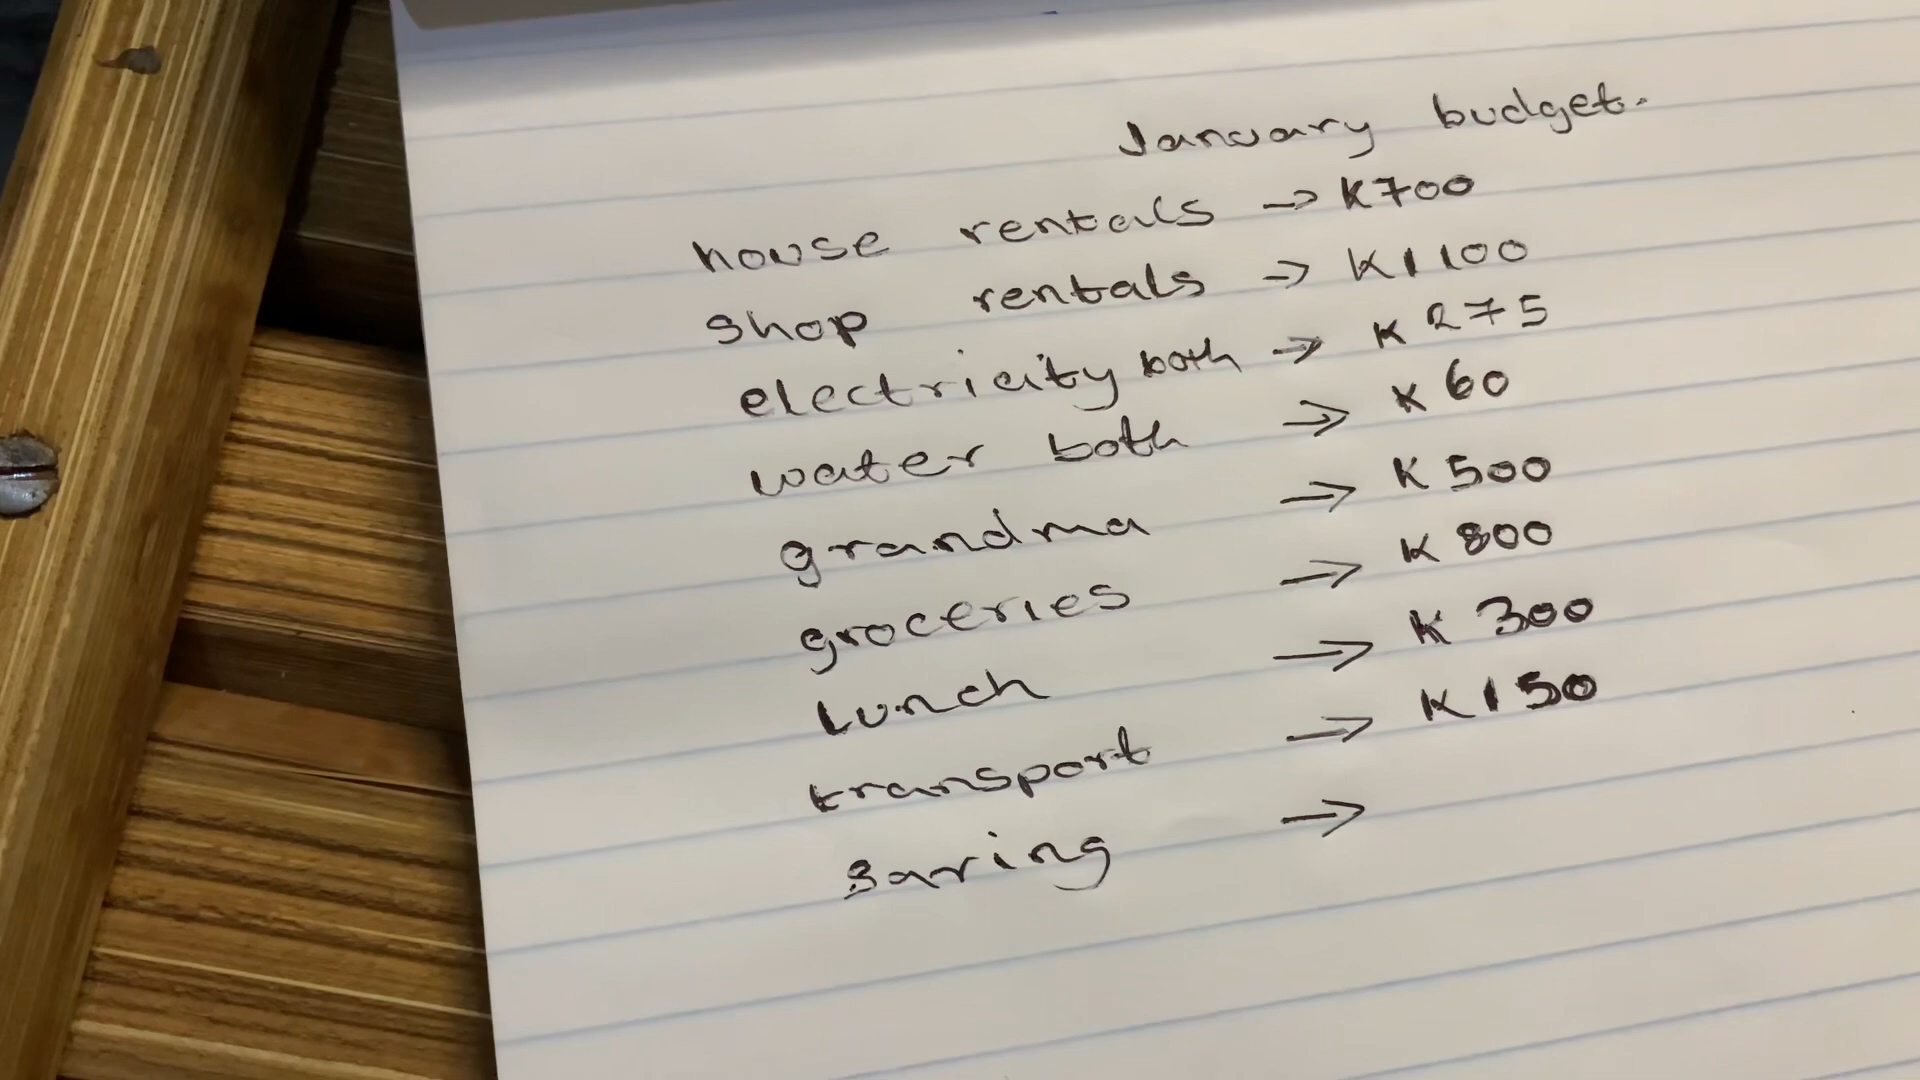 January budget.
house rentals → K700
shop rentals → K1100
electricity both → K275
water both → K60
grandma → K500
groceries → K800
lunch → K300
transport → K150
saving →